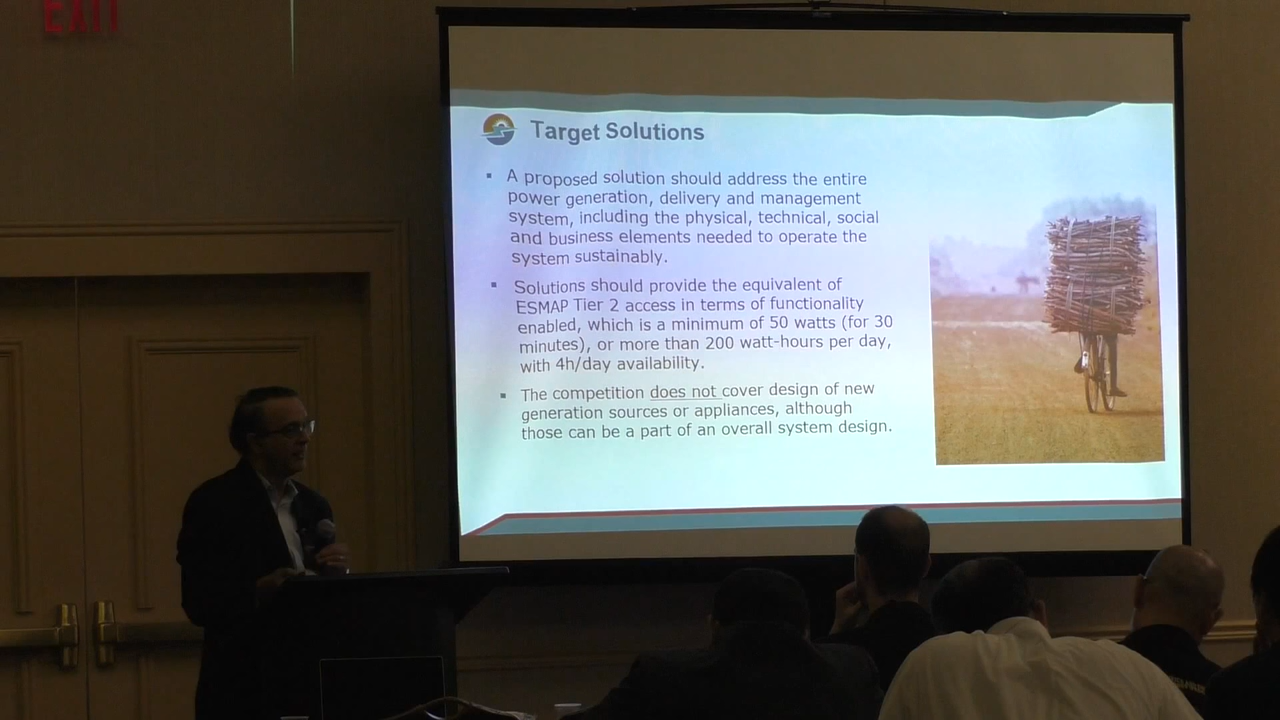 EXIT
Target Solutions
▪ A proposed solution should address the entire
power generation, delivery and management
system, including the physical, technical, social
and business elements needed to operate the
system sustainably.
▪ Solutions should provide the equivalent of
ESMAP Tier 2 access in terms of functionality
enabled, which is a minimum of 50 watts (for 30
minutes), or more than 200 watt-hours per day,
with 4h/day availability.
▪ The competition does not cover design of new
generation sources or appliances, although
those can be a part of an overall system design.